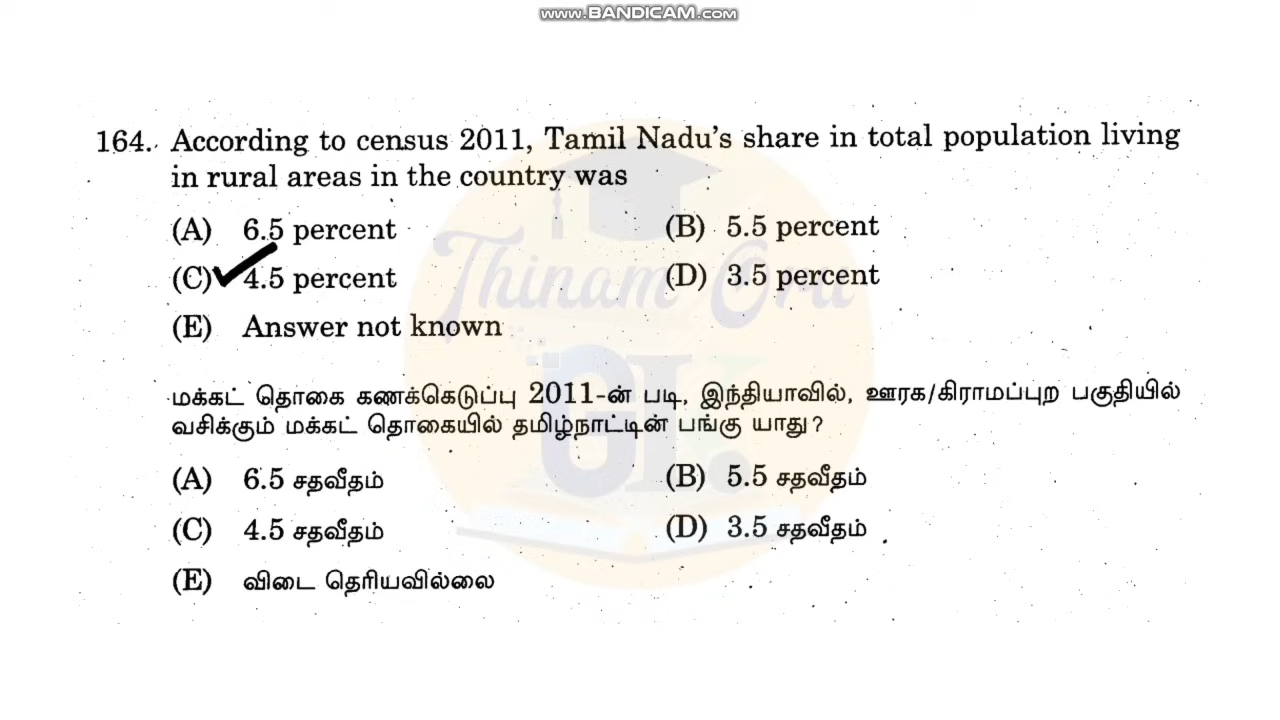 www.BANDICAM.com
164. According to census 2011, Tamil Nadu's share in total population living
in rural areas in the country was
(A) 6.5 percent (B) 5.5 percent
(C) 4.5 percent (D) 3.5 percent
(E) Answer not known
மக்கட் தொகை கணக்கெடுப்பு 2011-ன் படி, இந்தியாவில், ஊரக/கிராமப்புற பகுதியில்
வசிக்கும் மக்கட் தொகையில் தமிழ்நாட்டின் பங்கு யாது?
(A) 6.5 சதவீதம் (B) 5.5 சதவீதம்
(C) 4.5 சதவீதம் (D) 3.5 சதவீதம்
(E) விடை தெரியவில்லை
Thinam Oru
GK